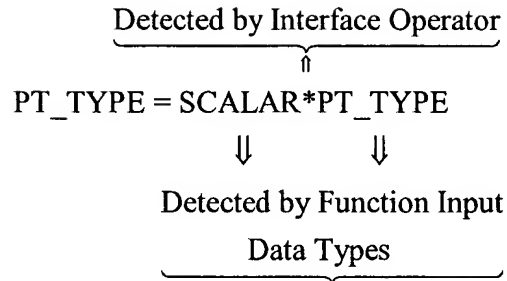 Detected by Interface Operator
⇑
PT_TYPE = SCALAR*PT_TYPE
⇓ ⇓
Detected by Function Input
Data Types